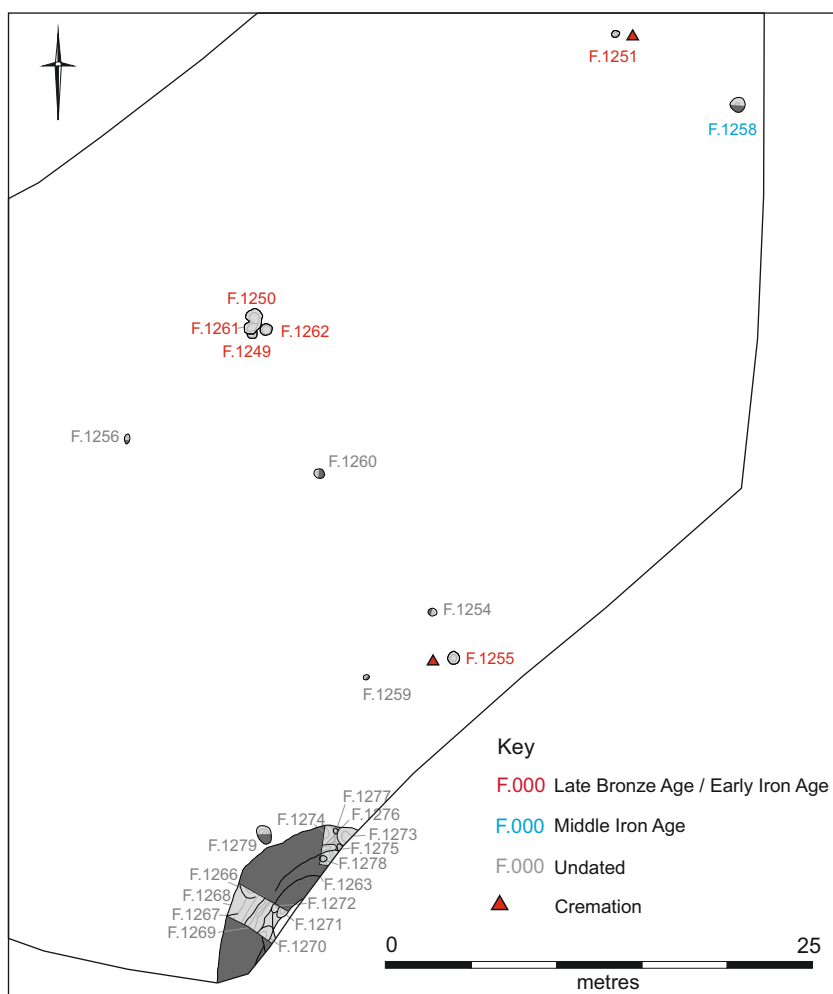 F.1251
F.1258
F.1250
F.1261
F.1262
F.1249
F.1256
F.1260
F.1254
F.1255
F.1259
F.1277
F.1274
F.1276
F.1273
F.1279
F.1275
F.1278
F.1266
F.1263
F.1268
F.1272
F.1267
F.1271
F.1269
F.1270
Key
F.000 Late Bronze Age / Early Iron Age
F.000 Middle Iron Age
F.000 Undated
Cremation
0 25
metres